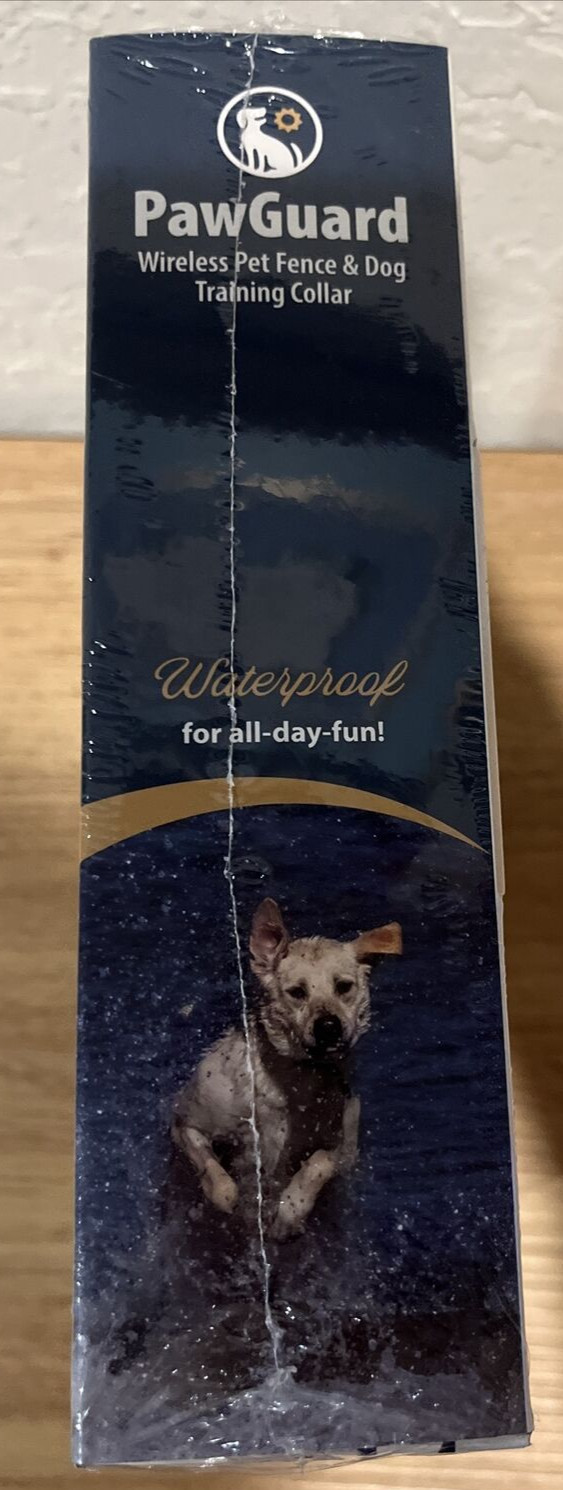 PawGuard
Wireless Pet Fence & Dog
Training Collar
Waterproof
for all-day-fun!